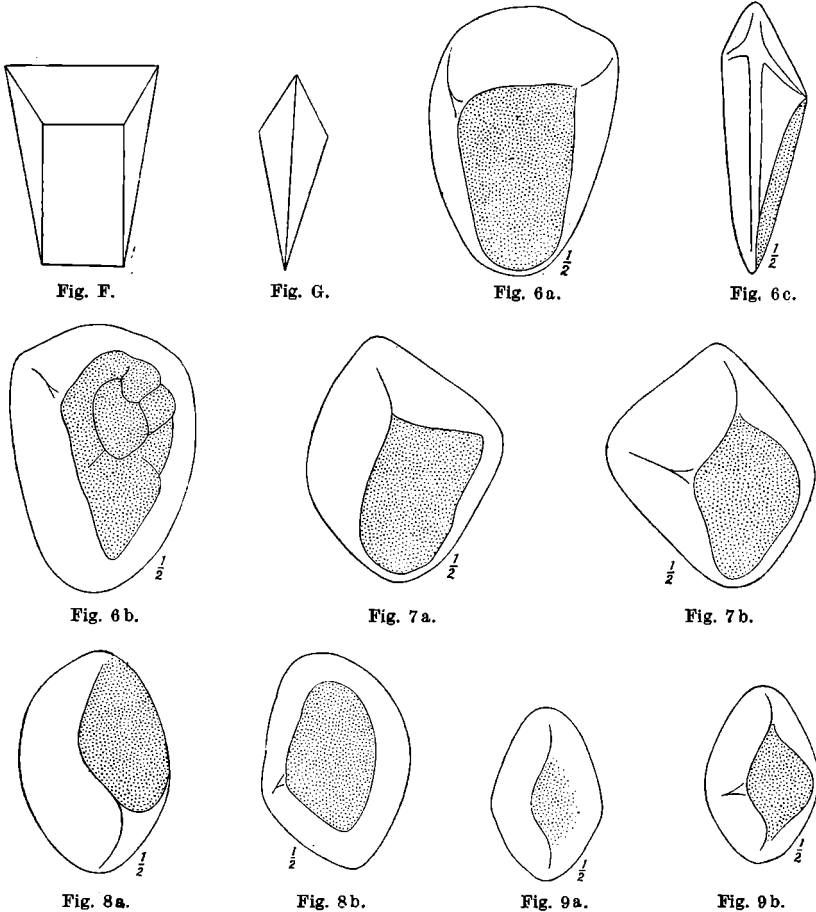 ½
½
Fig. F.
Fig. G.
Fig. 6a.
Fig. 6c.
½
½
½
Fig. 6b.
Fig. 7a.
Fig. 7b.
½
½
½
½
Fig. 8a.
Fig. 8b.
Fig. 9a.
Fig. 9b.